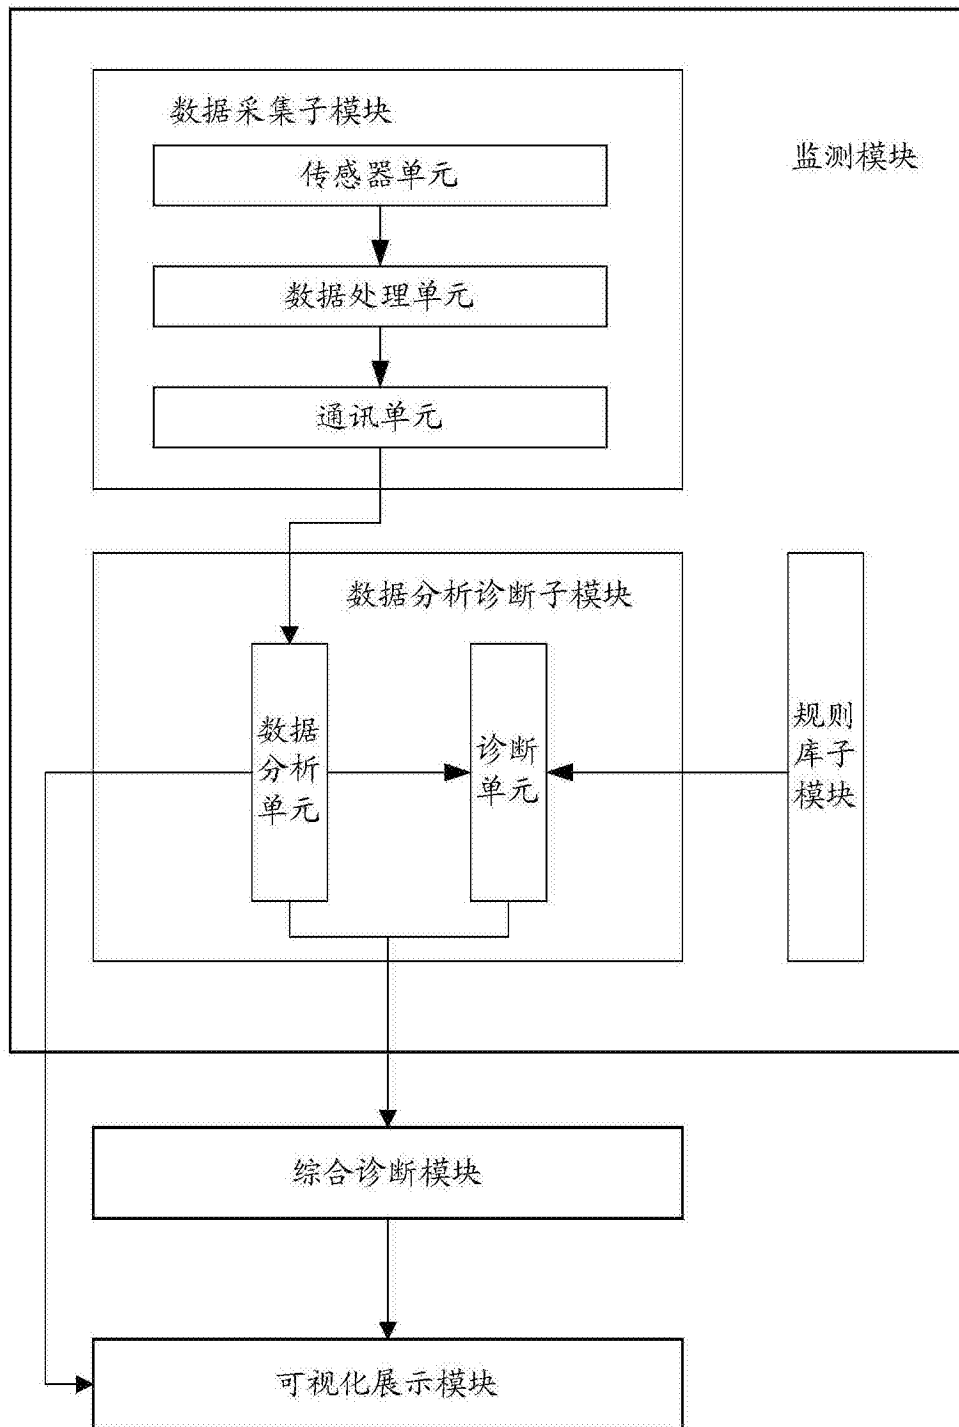 数据采集子模块
监测模块
传感器单元
数据处理单元
通讯单元
数据分析诊断子模块
数据
分析
单元
诊断
单元
规则
库子
模块
综合诊断模块
可视化展示模块